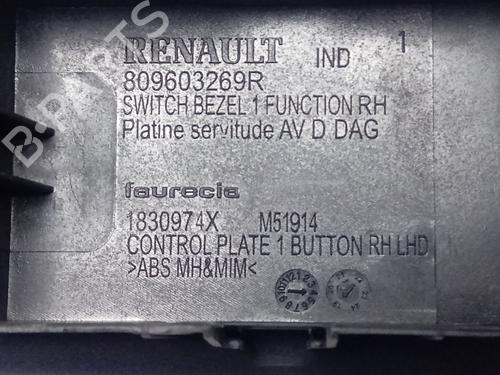 RENAULT IND 1
809603269R
SWITCH BEZEL 1 FUNCTION RH
Platine servitude AV D DAG
faurecia
1830974X M51914
CONTROL PLATE 1 BUTTON RH LHD
>ABS MH&MIM<
B-PARTS